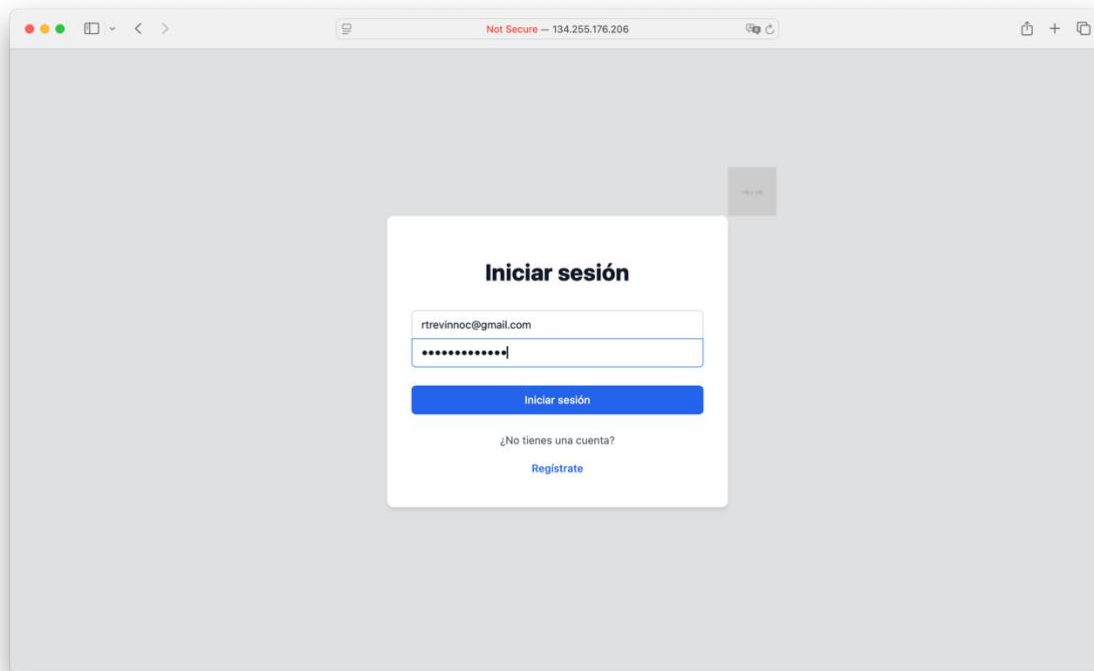 Not Secure — 134.255.176.206
Iniciar sesión
rtrevinnoc@gmail.com
•••••••••••••
Iniciar sesión
¿No tienes una cuenta?
Regístrate